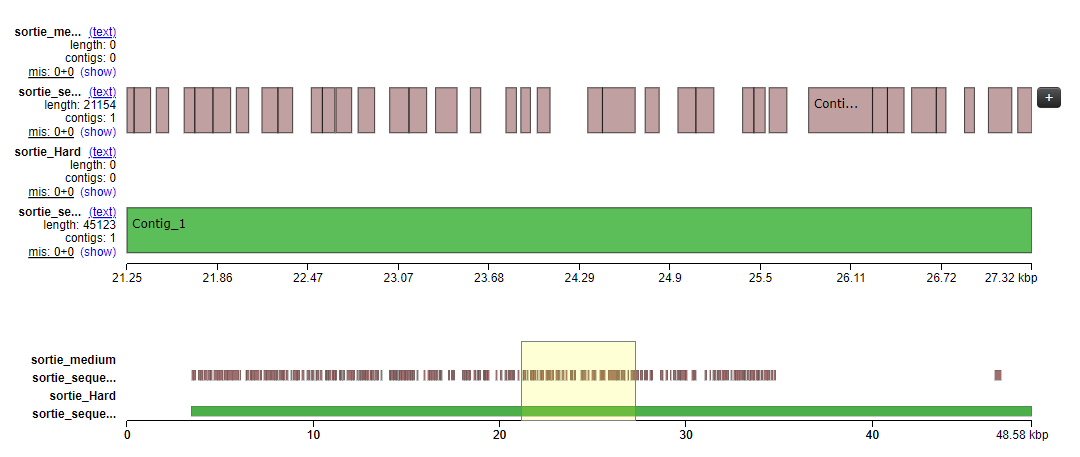 sortie_me... (text)
length: 0
contigs: 0
mis: 0+0 (show)
sortie_se... (text)
length: 21154
contigs: 1
mis: 0+0 (show)
Conti...
+
sortie_Hard (text)
length: 0
contigs: 0
mis: 0+0 (show)
sortie_se... (text)
length: 45123
contigs: 1
mis: 0+0 (show)
Contig_1
21.25 21.86 22.47 23.07 23.68 24.29 24.9 25.5 26.11 26.72 27.32 kbp
sortie_medium
sortie_seque...
sortie_Hard
sortie_seque...
0 10 20 30 40 48.58 kbp